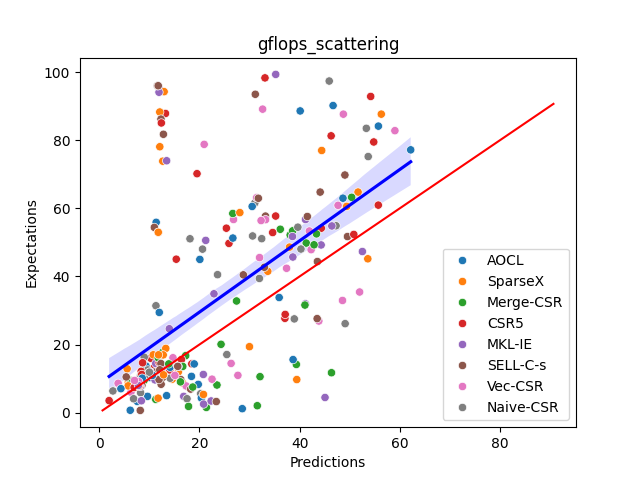 gflops_scattering
100
80
60
40
20
0
Expectations
0 20 40 60 80
Predictions
AOCL
SparseX
Merge-CSR
CSR5
MKL-IE
SELL-C-s
Vec-CSR
Naive-CSR